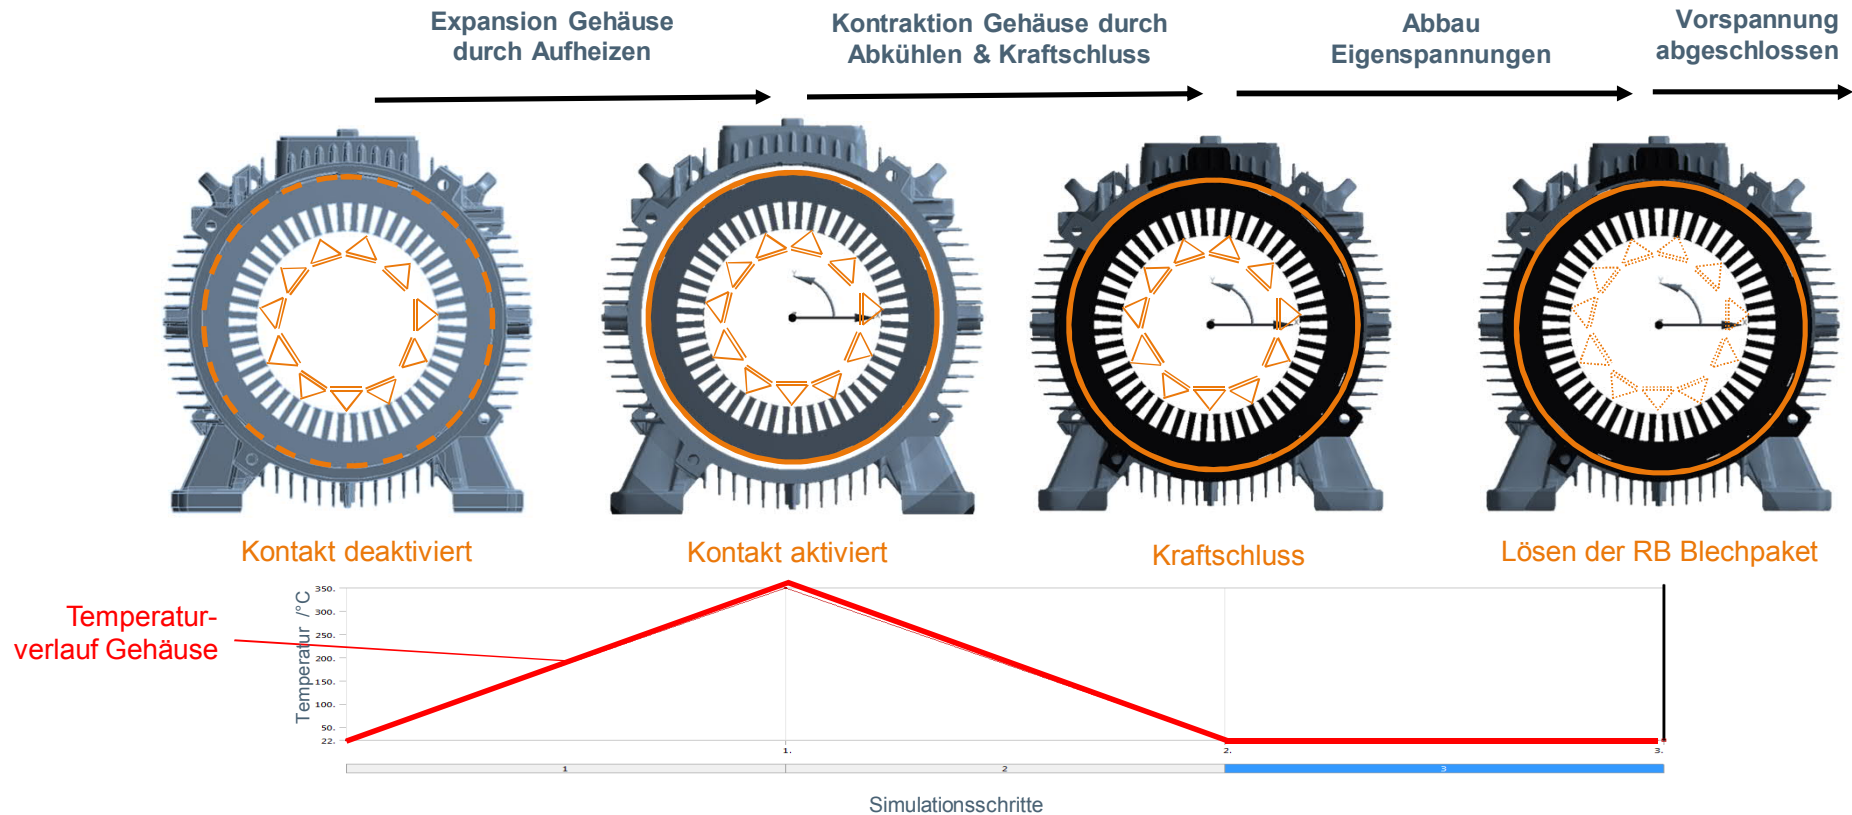 Expansion Gehäuse
durch Aufheizen
Kontraktion Gehäuse durch
Abkühlen & Kraftschluss
Abbau
Eigenspannungen
Vorspannung
abgeschlossen
Kontakt deaktiviert
Kontakt aktiviert
Kraftschluss
Lösen der RB Blechpaket
Temperatur-
verlauf Gehäuse
Temperatur /°C
350.
300.
250.
200.
150.
100.
50.
22.
1.
2.
3.
1
2
3
Simulationsschritte